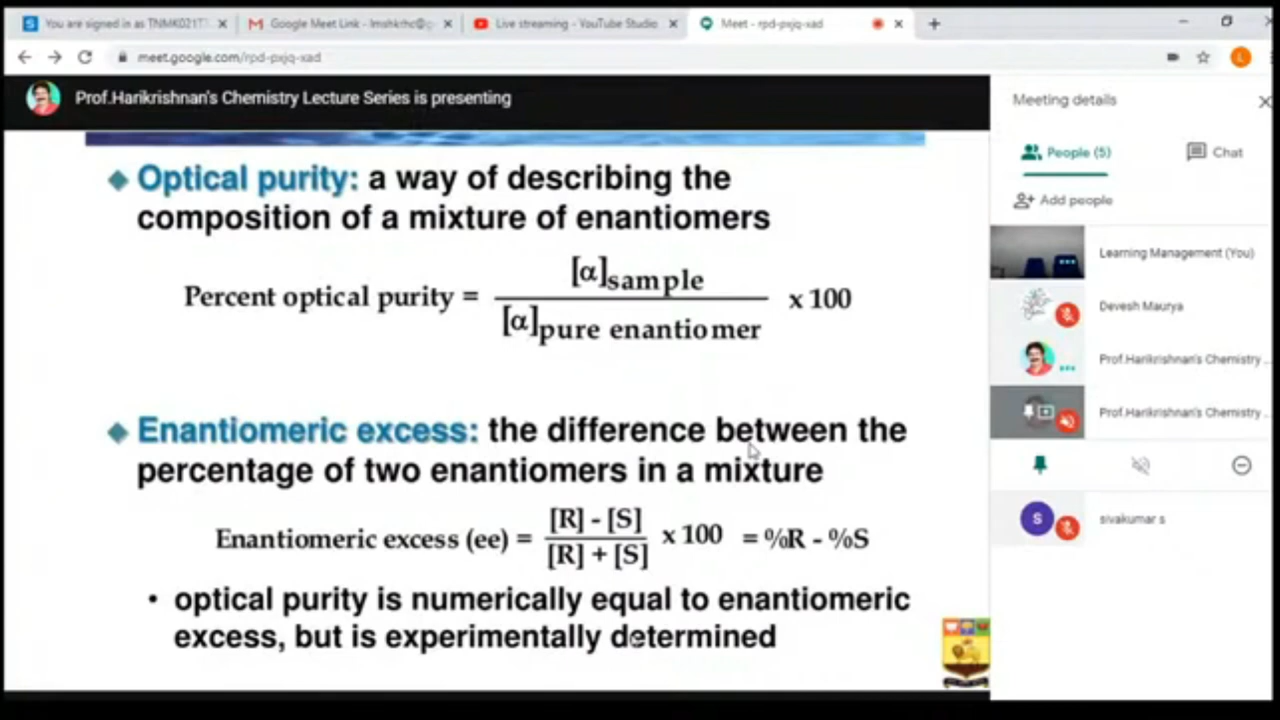 You are signed in as TNMK021T
Google Meet Link - lmshkrhc@g
Live streaming - YouTube Studio
Meet - rpd-pxjq-xad
meet.google.com/rpd-pxjq-xad
L
Prof.Harikrishnan's Chemistry Lecture Series is presenting
Optical purity: a way of describing the
composition of a mixture of enantiomers
Percent optical purity = [α]sample / [α]pure enantiomer x 100
Enantiomeric excess: the difference between the
percentage of two enantiomers in a mixture
Enantiomeric excess (ee) = [R] - [S] / [R] + [S] x 100 = %R - %S
• optical purity is numerically equal to enantiomeric
excess, but is experimentally determined
Meeting details
People (5)
Chat
Add people
Learning Management (You)
Devesh Maurya
Prof.Harikrishnan's Chemistry ...
Prof.Harikrishnan's Chemistry ...
S
sivakumar s